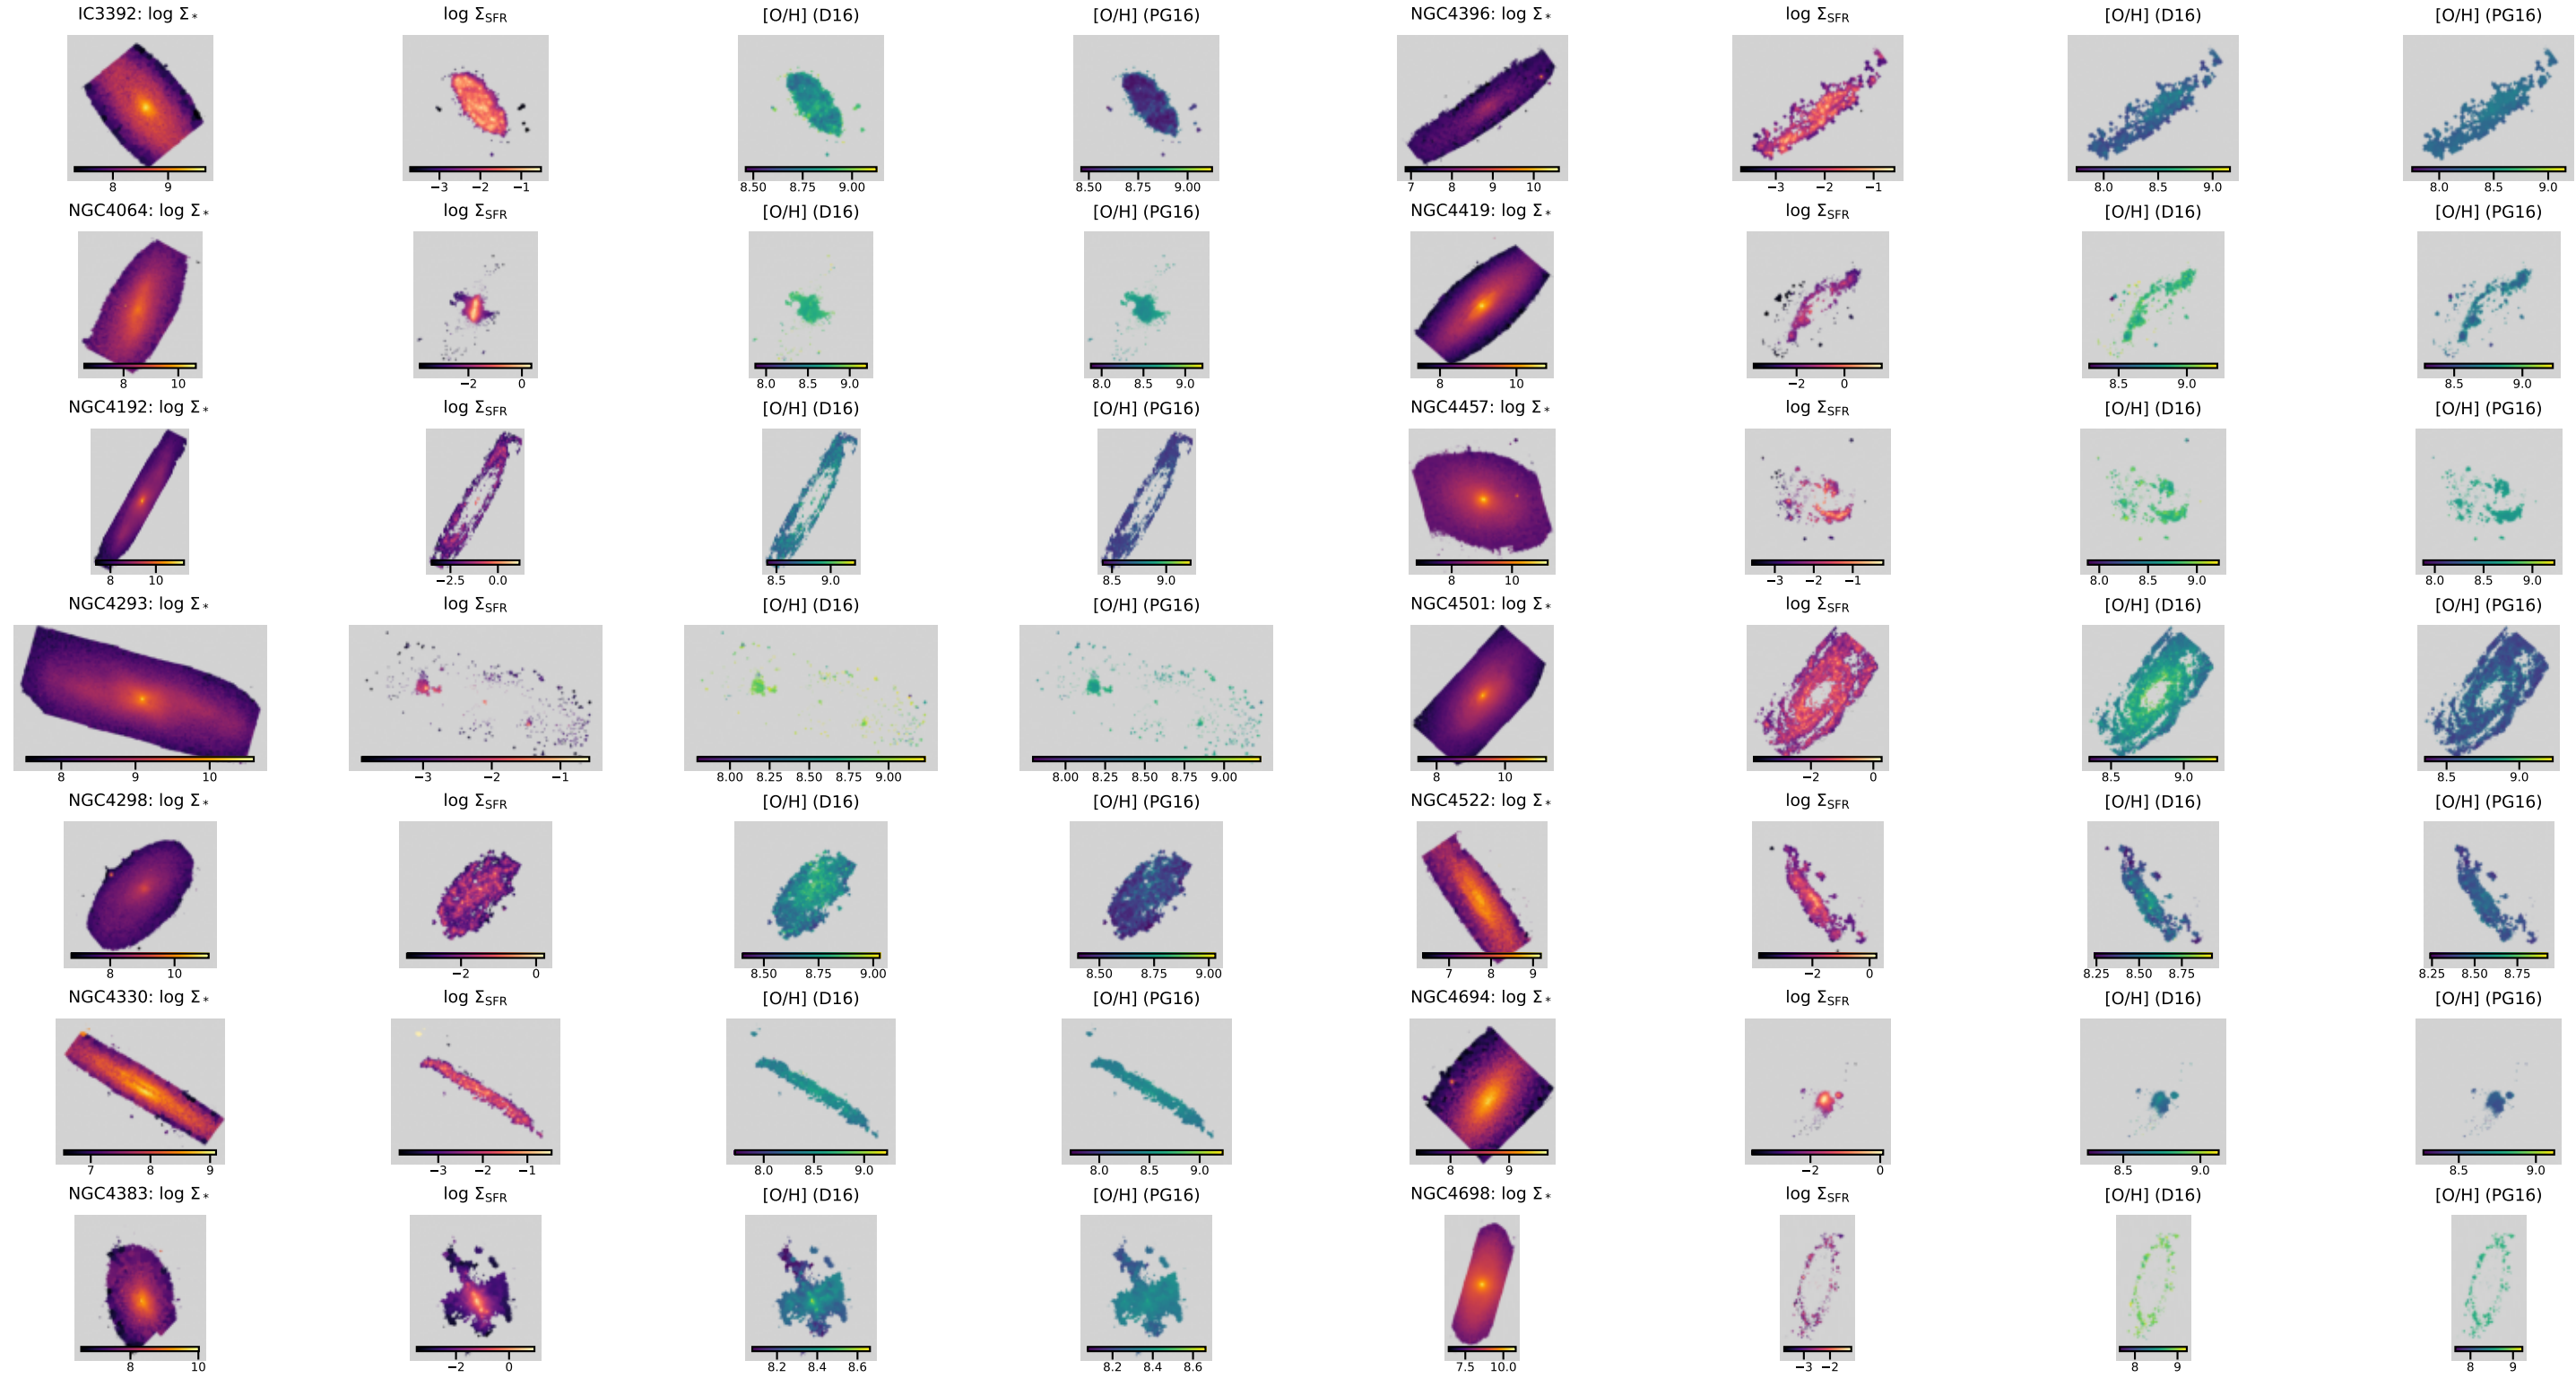 IC3392: log Σ* log ΣSFR [O/H] (D16) [O/H] (PG16) NGC4396: log Σ* log ΣSFR [O/H] (D16) [O/H] (PG16)
8 9 −3 −2 −1 8.50 8.75 9.00 8.50 8.75 9.00 7 8 9 10 −3 −2 −1 8.0 8.5 9.0 8.0 8.5 9.0
NGC4064: log Σ* log ΣSFR [O/H] (D16) [O/H] (PG16) NGC4419: log Σ* log ΣSFR [O/H] (D16) [O/H] (PG16)
8 10 −2 0 8.0 8.5 9.0 8.0 8.5 9.0 8 10 −2 0 8.5 9.0 8.5 9.0
NGC4192: log Σ* log ΣSFR [O/H] (D16) [O/H] (PG16) NGC4457: log Σ* log ΣSFR [O/H] (D16) [O/H] (PG16)
8 10 −2.5 0.0 8.5 9.0 8.5 9.0 8 10 −3 −2 −1 8.0 8.5 9.0 8.0 8.5 9.0
NGC4293: log Σ* log ΣSFR [O/H] (D16) [O/H] (PG16) NGC4501: log Σ* log ΣSFR [O/H] (D16) [O/H] (PG16)
8 9 10 −3 −2 −1 8.00 8.25 8.50 8.75 9.00 8.00 8.25 8.50 8.75 9.00 8 10 −2 0 8.5 9.0 8.5 9.0
NGC4298: log Σ* log ΣSFR [O/H] (D16) [O/H] (PG16) NGC4522: log Σ* log ΣSFR [O/H] (D16) [O/H] (PG16)
8 10 −2 0 8.50 8.75 9.00 8.50 8.75 9.00 7 8 9 −2 0 8.25 8.50 8.75 8.25 8.50 8.75
NGC4330: log Σ* log ΣSFR [O/H] (D16) [O/H] (PG16) NGC4694: log Σ* log ΣSFR [O/H] (D16) [O/H] (PG16)
7 8 9 −3 −2 −1 8.0 8.5 9.0 8.0 8.5 9.0 8 9 −2 0 8.5 9.0 8.5 9.0
NGC4383: log Σ* log ΣSFR [O/H] (D16) [O/H] (PG16) NGC4698: log Σ* log ΣSFR [O/H] (D16) [O/H] (PG16)
8 10 −2 0 8.2 8.4 8.6 8.2 8.4 8.6 7.5 10.0 −3 −2 8 9 8 9